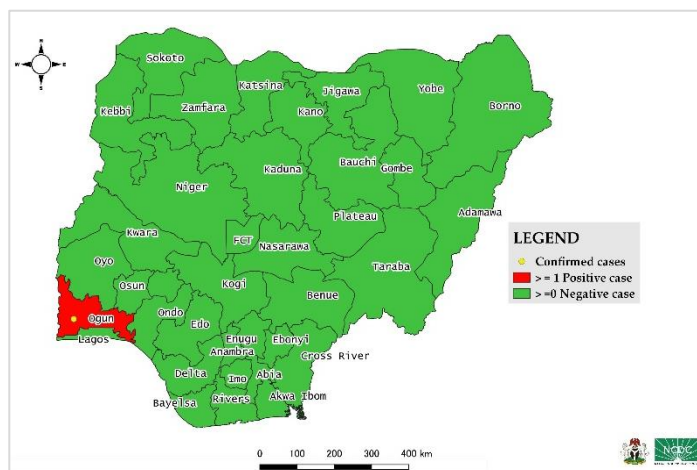 N
W E
S
Sokoto
Katsina
Jigawa
Yobe
Borno
Kebbi
Zamfara
Kano
Kaduna
Bauchi
Gombe
Niger
Adamawa
Plateau
Kwara
FCT
Nasarawa
Taraba
Oyo
Osun
Kogi
Benue
Ogun
Ondo
Edo
Lagos
Enugu
Ebonyi
Anambra
Cross River
Delta
Imo
Abia
Bayelsa
Rivers
Akwa Ibom
LEGEND
Confirmed cases
> = 1 Positive case
> =0 Negative case
0 100 200 300 400 km
NCDC